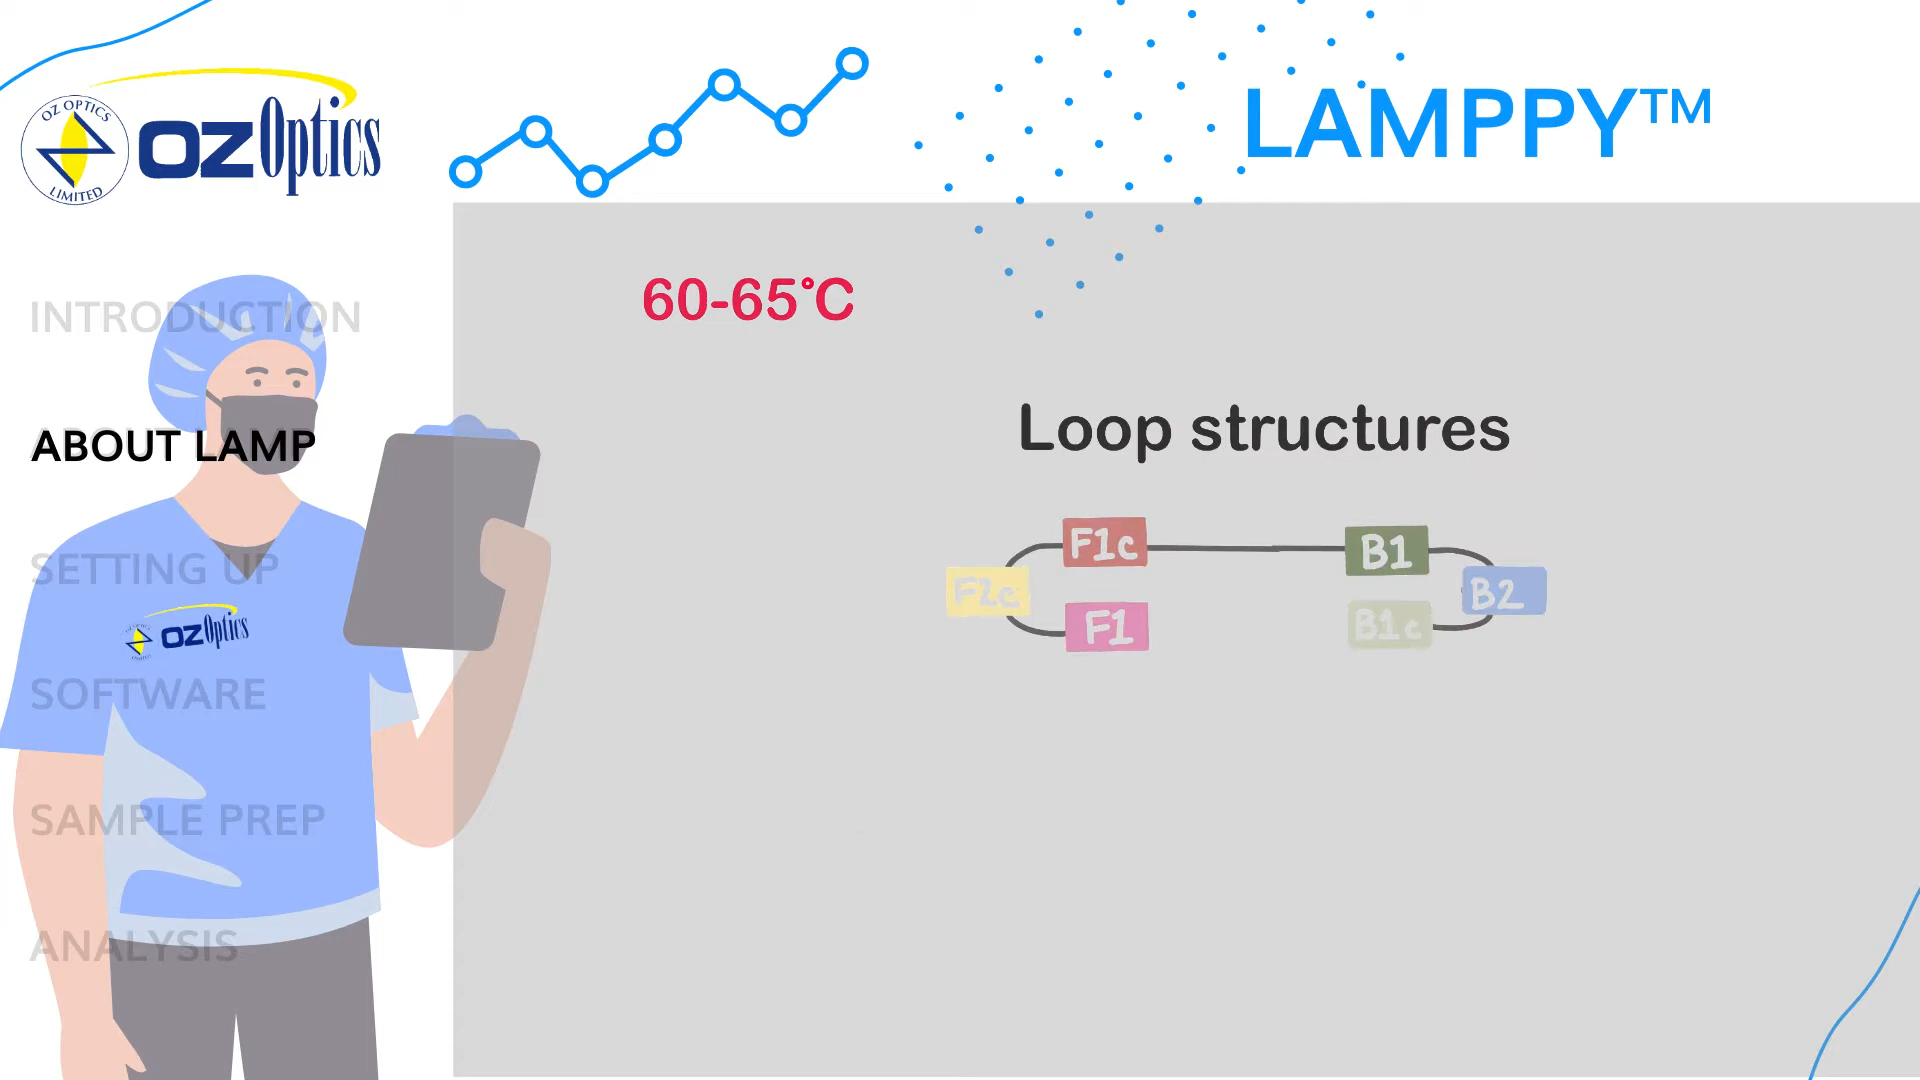 OZ OPTICS
LIMITED
OZ Optics
LAMPPY™
60-65°C
INTRODUCTION
ABOUT LAMP
SETTING UP
SOFTWARE
SAMPLE PREP
ANALYSIS
OZ Optics
Loop structures
F1c
B1
F2c
B2
F1
B1c